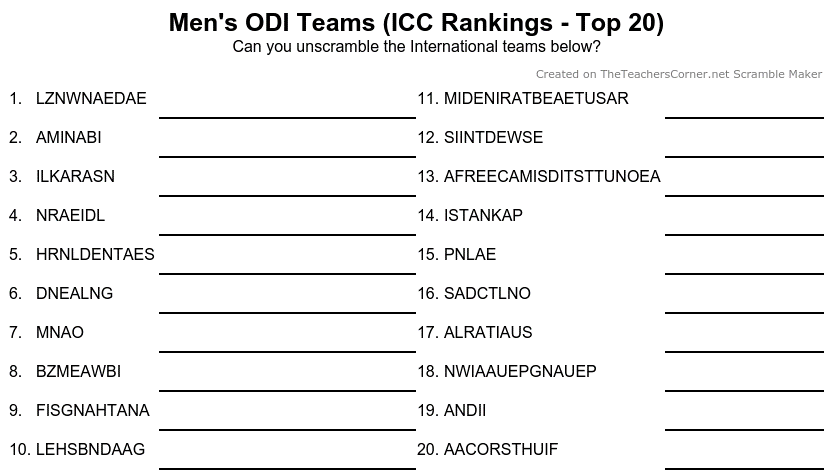 Men's ODI Teams (ICC Rankings - Top 20)
Can you unscramble the International teams below?
Created on TheTeachersCorner.net Scramble Maker
1. LZNWNAEDAE
2. AMINABI
3. ILKARASN
4. NRAEIDL
5. HRNLDENTAES
6. DNEALNG
7. MNAO
8. BZMEAWBI
9. FISGNAHTANA
10. LEHSBNDAAG
11. MIDENIRATBEAETUSAR
12. SIINTDEWSE
13. AFREECAMISDITSTTUNOEA
14. ISTANKAP
15. PNLAE
16. SADCTLNO
17. ALRATIAUS
18. NWIAAUEPGNAUEP
19. ANDII
20. AACORSTHUIF